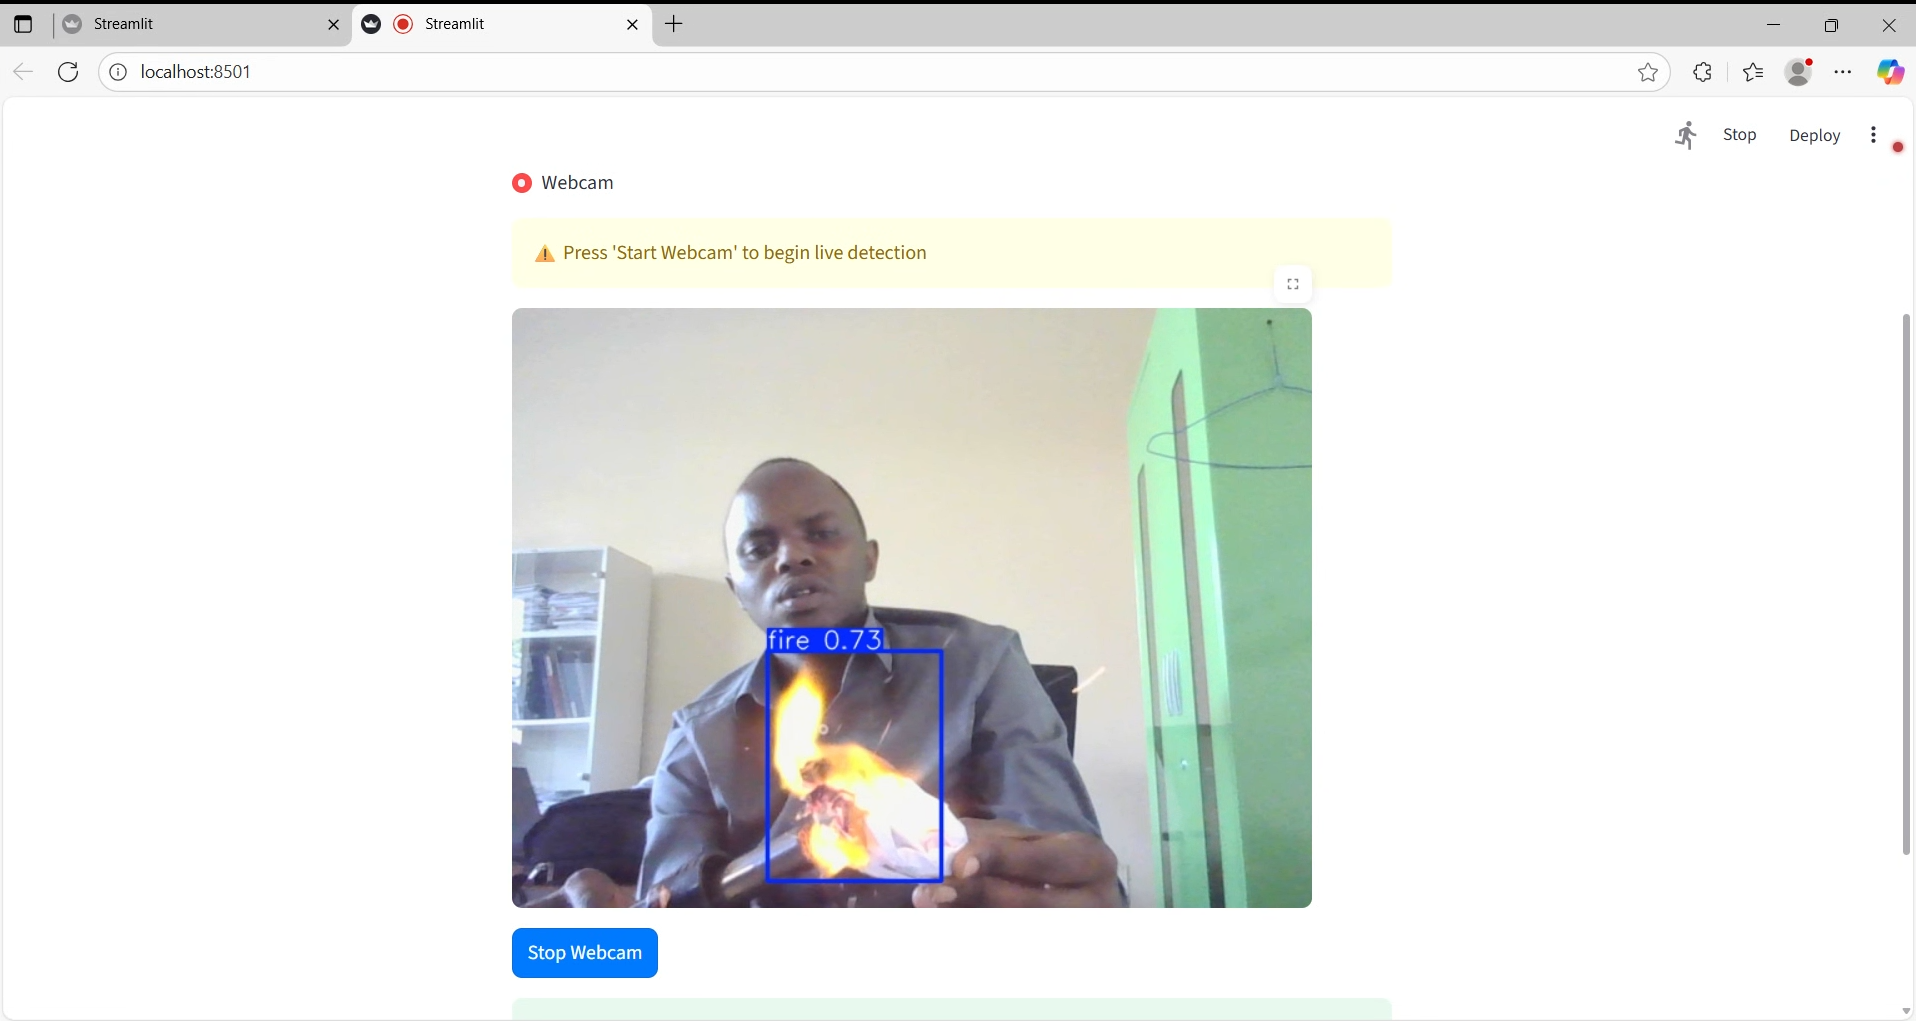 Streamlit
Streamlit
localhost:8501
Stop
Deploy
Webcam
Press 'Start Webcam' to begin live detection
fire 0.73
Stop Webcam